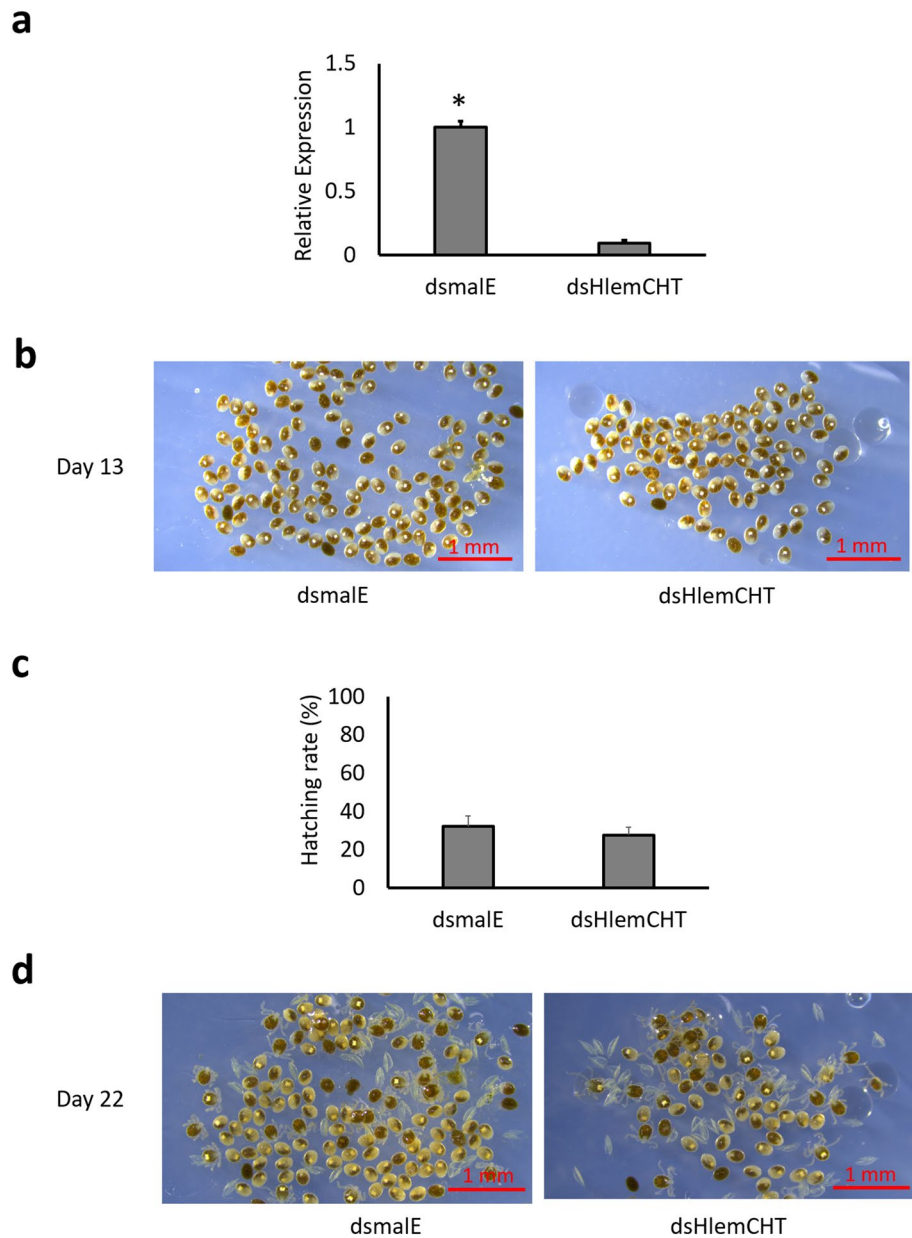 a
1.5
1
0.5
0
Relative Expression
*
dsmalE dsHlemCHT
b
Day 13
1 mm
1 mm
dsmalE dsHlemCHT
c
100
80
60
40
20
0
Hatching rate (%)
dsmalE dsHlemCHT
d
Day 22
1 mm
1 mm
dsmalE dsHlemCHT